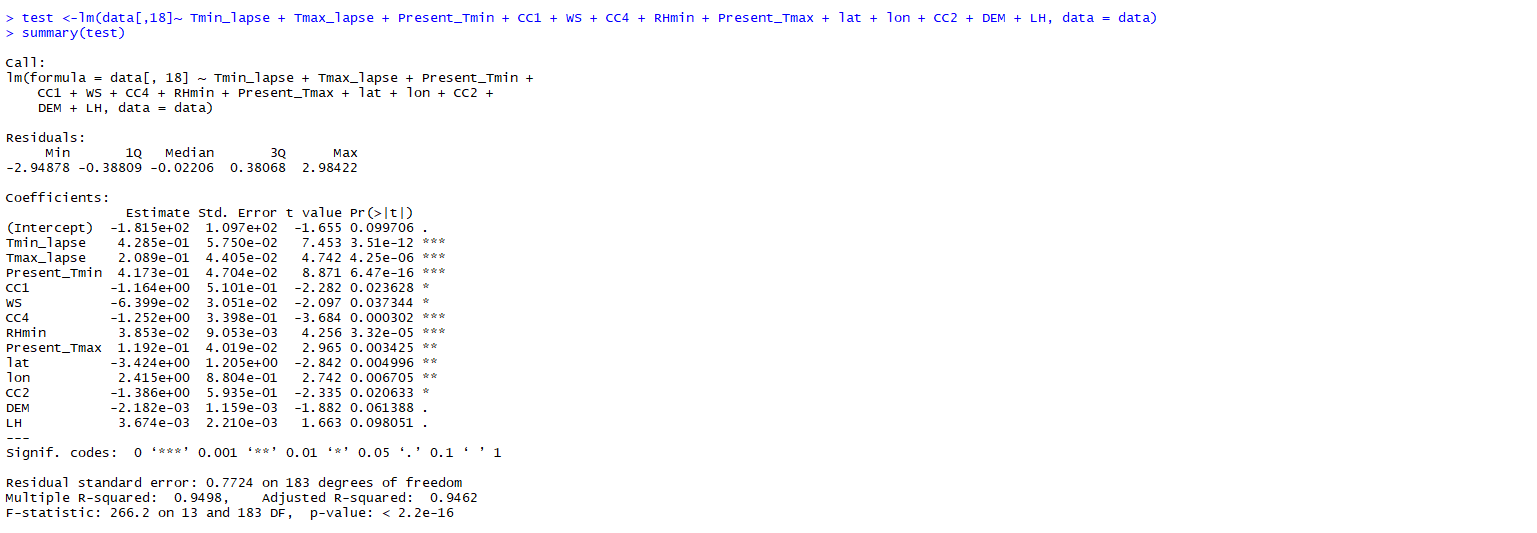 > test <-lm(data[,18]~ Tmin_lapse + Tmax_lapse + Present_Tmin + CC1 + WS + CC4 + RHmin + Present_Tmax + lat + lon + CC2 + DEM + LH, data = data)
> summary(test)
Call:
lm(formula = data[, 18] ~ Tmin_lapse + Tmax_lapse + Present_Tmin +
    CC1 + WS + CC4 + RHmin + Present_Tmax + lat + lon + CC2 +
    DEM + LH, data = data)
Residuals:
     Min       1Q   Median       3Q      Max
-2.94878 -0.38809 -0.02206  0.38068  2.98422
Coefficients:
               Estimate Std. Error t value Pr(>|t|)
(Intercept)  -1.815e+02  1.097e+02  -1.655 0.099706 .
Tmin_lapse    4.285e-01  5.750e-02   7.453 3.51e-12 ***
Tmax_lapse    2.089e-01  4.405e-02   4.742 4.25e-06 ***
Present_Tmin  4.173e-01  4.704e-02   8.871 6.47e-16 ***
CC1          -1.164e+00  5.101e-01  -2.282 0.023628 *
WS           -6.399e-02  3.051e-02  -2.097 0.037344 *
CC4          -1.252e+00  3.398e-01  -3.684 0.000302 ***
RHmin         3.853e-02  9.053e-03   4.256 3.32e-05 ***
Present_Tmax  1.192e-01  4.019e-02   2.965 0.003425 **
lat          -3.424e+00  1.205e+00  -2.842 0.004996 **
lon           2.415e+00  8.804e-01   2.742 0.006705 **
CC2          -1.386e+00  5.935e-01  -2.335 0.020633 *
DEM          -2.182e-03  1.159e-03  -1.882 0.061388 .
LH            3.674e-03  2.210e-03   1.663 0.098051 .
---
Signif. codes:  0 ‘***’ 0.001 ‘**’ 0.01 ‘*’ 0.05 ‘.’ 0.1 ‘ ’ 1
Residual standard error: 0.7724 on 183 degrees of freedom
Multiple R-squared:  0.9498,    Adjusted R-squared:  0.9462
F-statistic: 266.2 on 13 and 183 DF,  p-value: < 2.2e-16